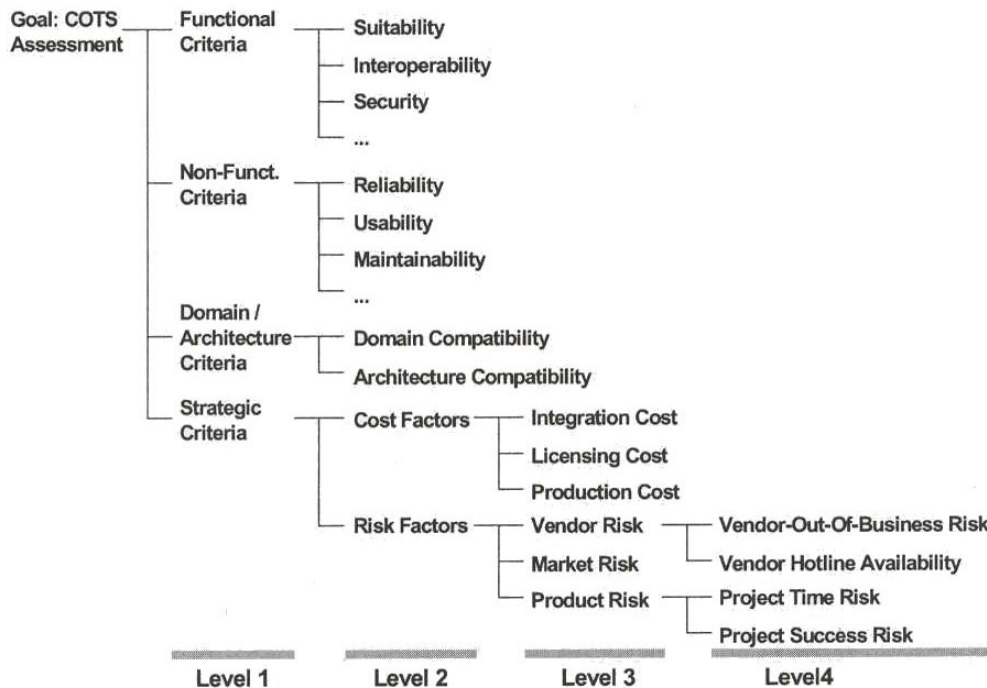 Goal: COTS
Assessment
Functional
Criteria
Suitability
Interoperability
Security
...
Non-Funct.
Criteria
Reliability
Usability
Maintainability
...
Domain /
Architecture
Criteria
Domain Compatibility
Architecture Compatibility
Strategic
Criteria
Cost Factors
Integration Cost
Licensing Cost
Production Cost
Risk Factors
Vendor Risk
Vendor-Out-Of-Business Risk
Vendor Hotline Availability
Market Risk
Product Risk
Project Time Risk
Project Success Risk
Level 1
Level 2
Level 3
Level4